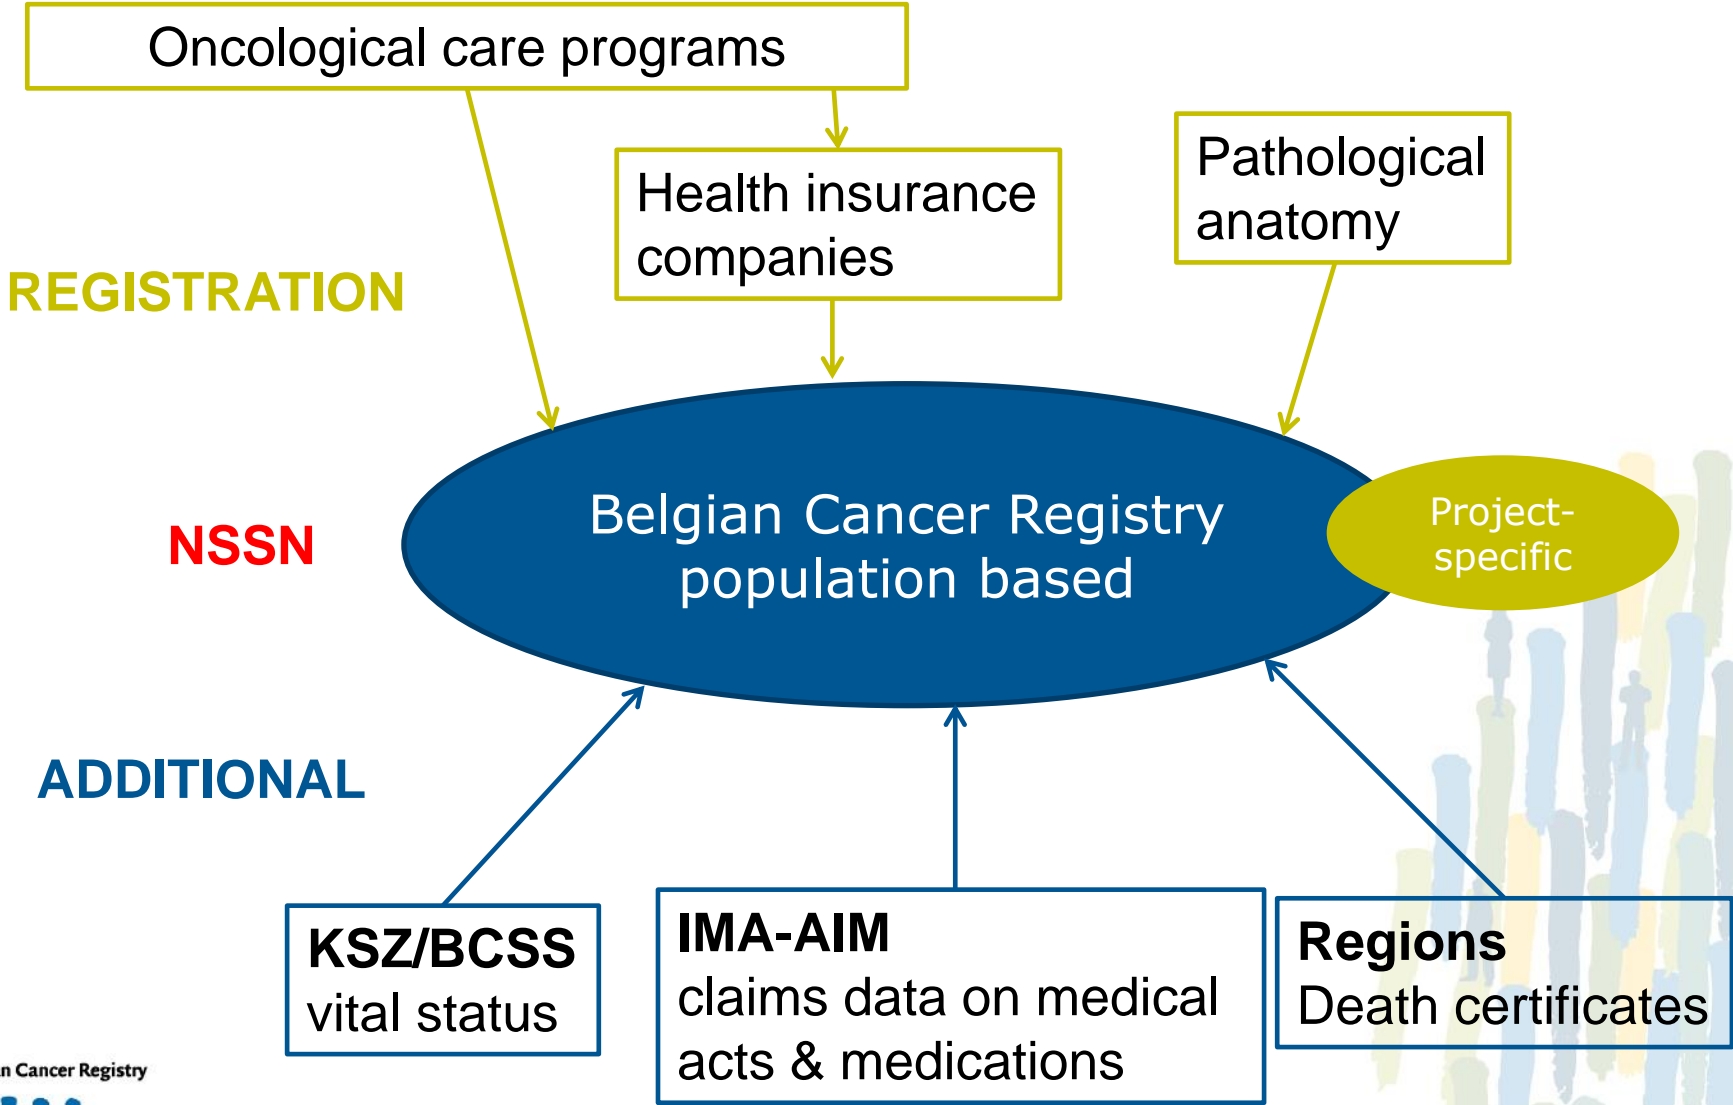 Oncological care programs
Health insurance
companies
Pathological
anatomy
REGISTRATION
Belgian Cancer Registry
population based
Project-
specific
NSSN
ADDITIONAL
KSZ/BCSS
vital status
IMA-AIM
claims data on medical
acts & medications
Regions
Death certificates
n Cancer Registry